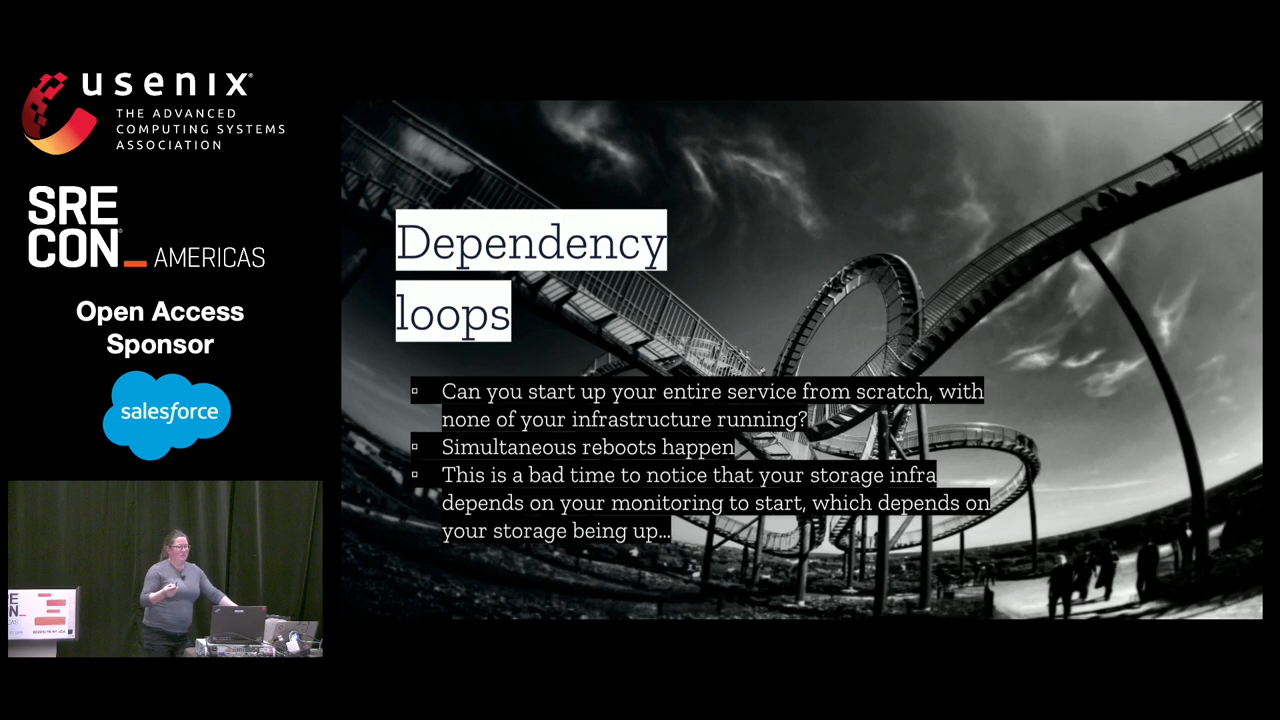 usenix®
THE ADVANCED
COMPUTING SYSTEMS
ASSOCIATION
SRE
CON_ AMERICAS
Open Access
Sponsor
salesforce
Dependency
loops
▫ Can you start up your entire service from scratch, with
none of your infrastructure running?
▫ Simultaneous reboots happen
▫ This is a bad time to notice that your storage infra
depends on your monitoring to start, which depends on
your storage being up...